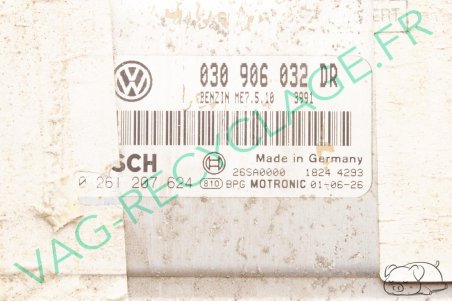 030 906 032 DR
BENZIN ME7.5.10 3991
SCH
Made in Germany
26SA0000 1824 4293
0 261 207 624 810 BPG MOTRONIC 01-06-26
VAG-RECYCLAGE.FR